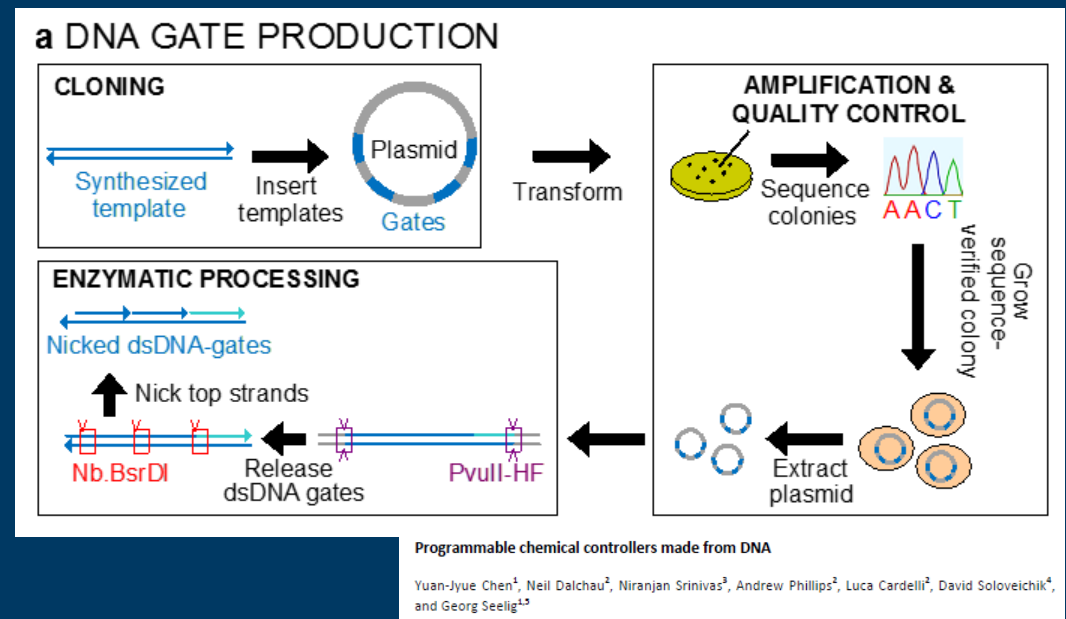 a DNA GATE PRODUCTION
CLONING
Synthesized
template
Insert
templates
Plasmid
Gates
Transform
AMPLIFICATION &
QUALITY CONTROL
Sequence
colonies
AACT
Grow
sequence-
verified colony
Extract
plasmid
ENZYMATIC PROCESSING
Nicked dsDNA-gates
Nick top strands
Nb.BsrDI
Release
dsDNA gates
PvuII-HF
Programmable chemical controllers made from DNA
Yuan-Jyue Chen¹, Neil Dalchau², Niranjan Srinivas³, Andrew Phillips², Luca Cardelli², David Soloveichik⁴,
and Georg Seelig¹,⁵